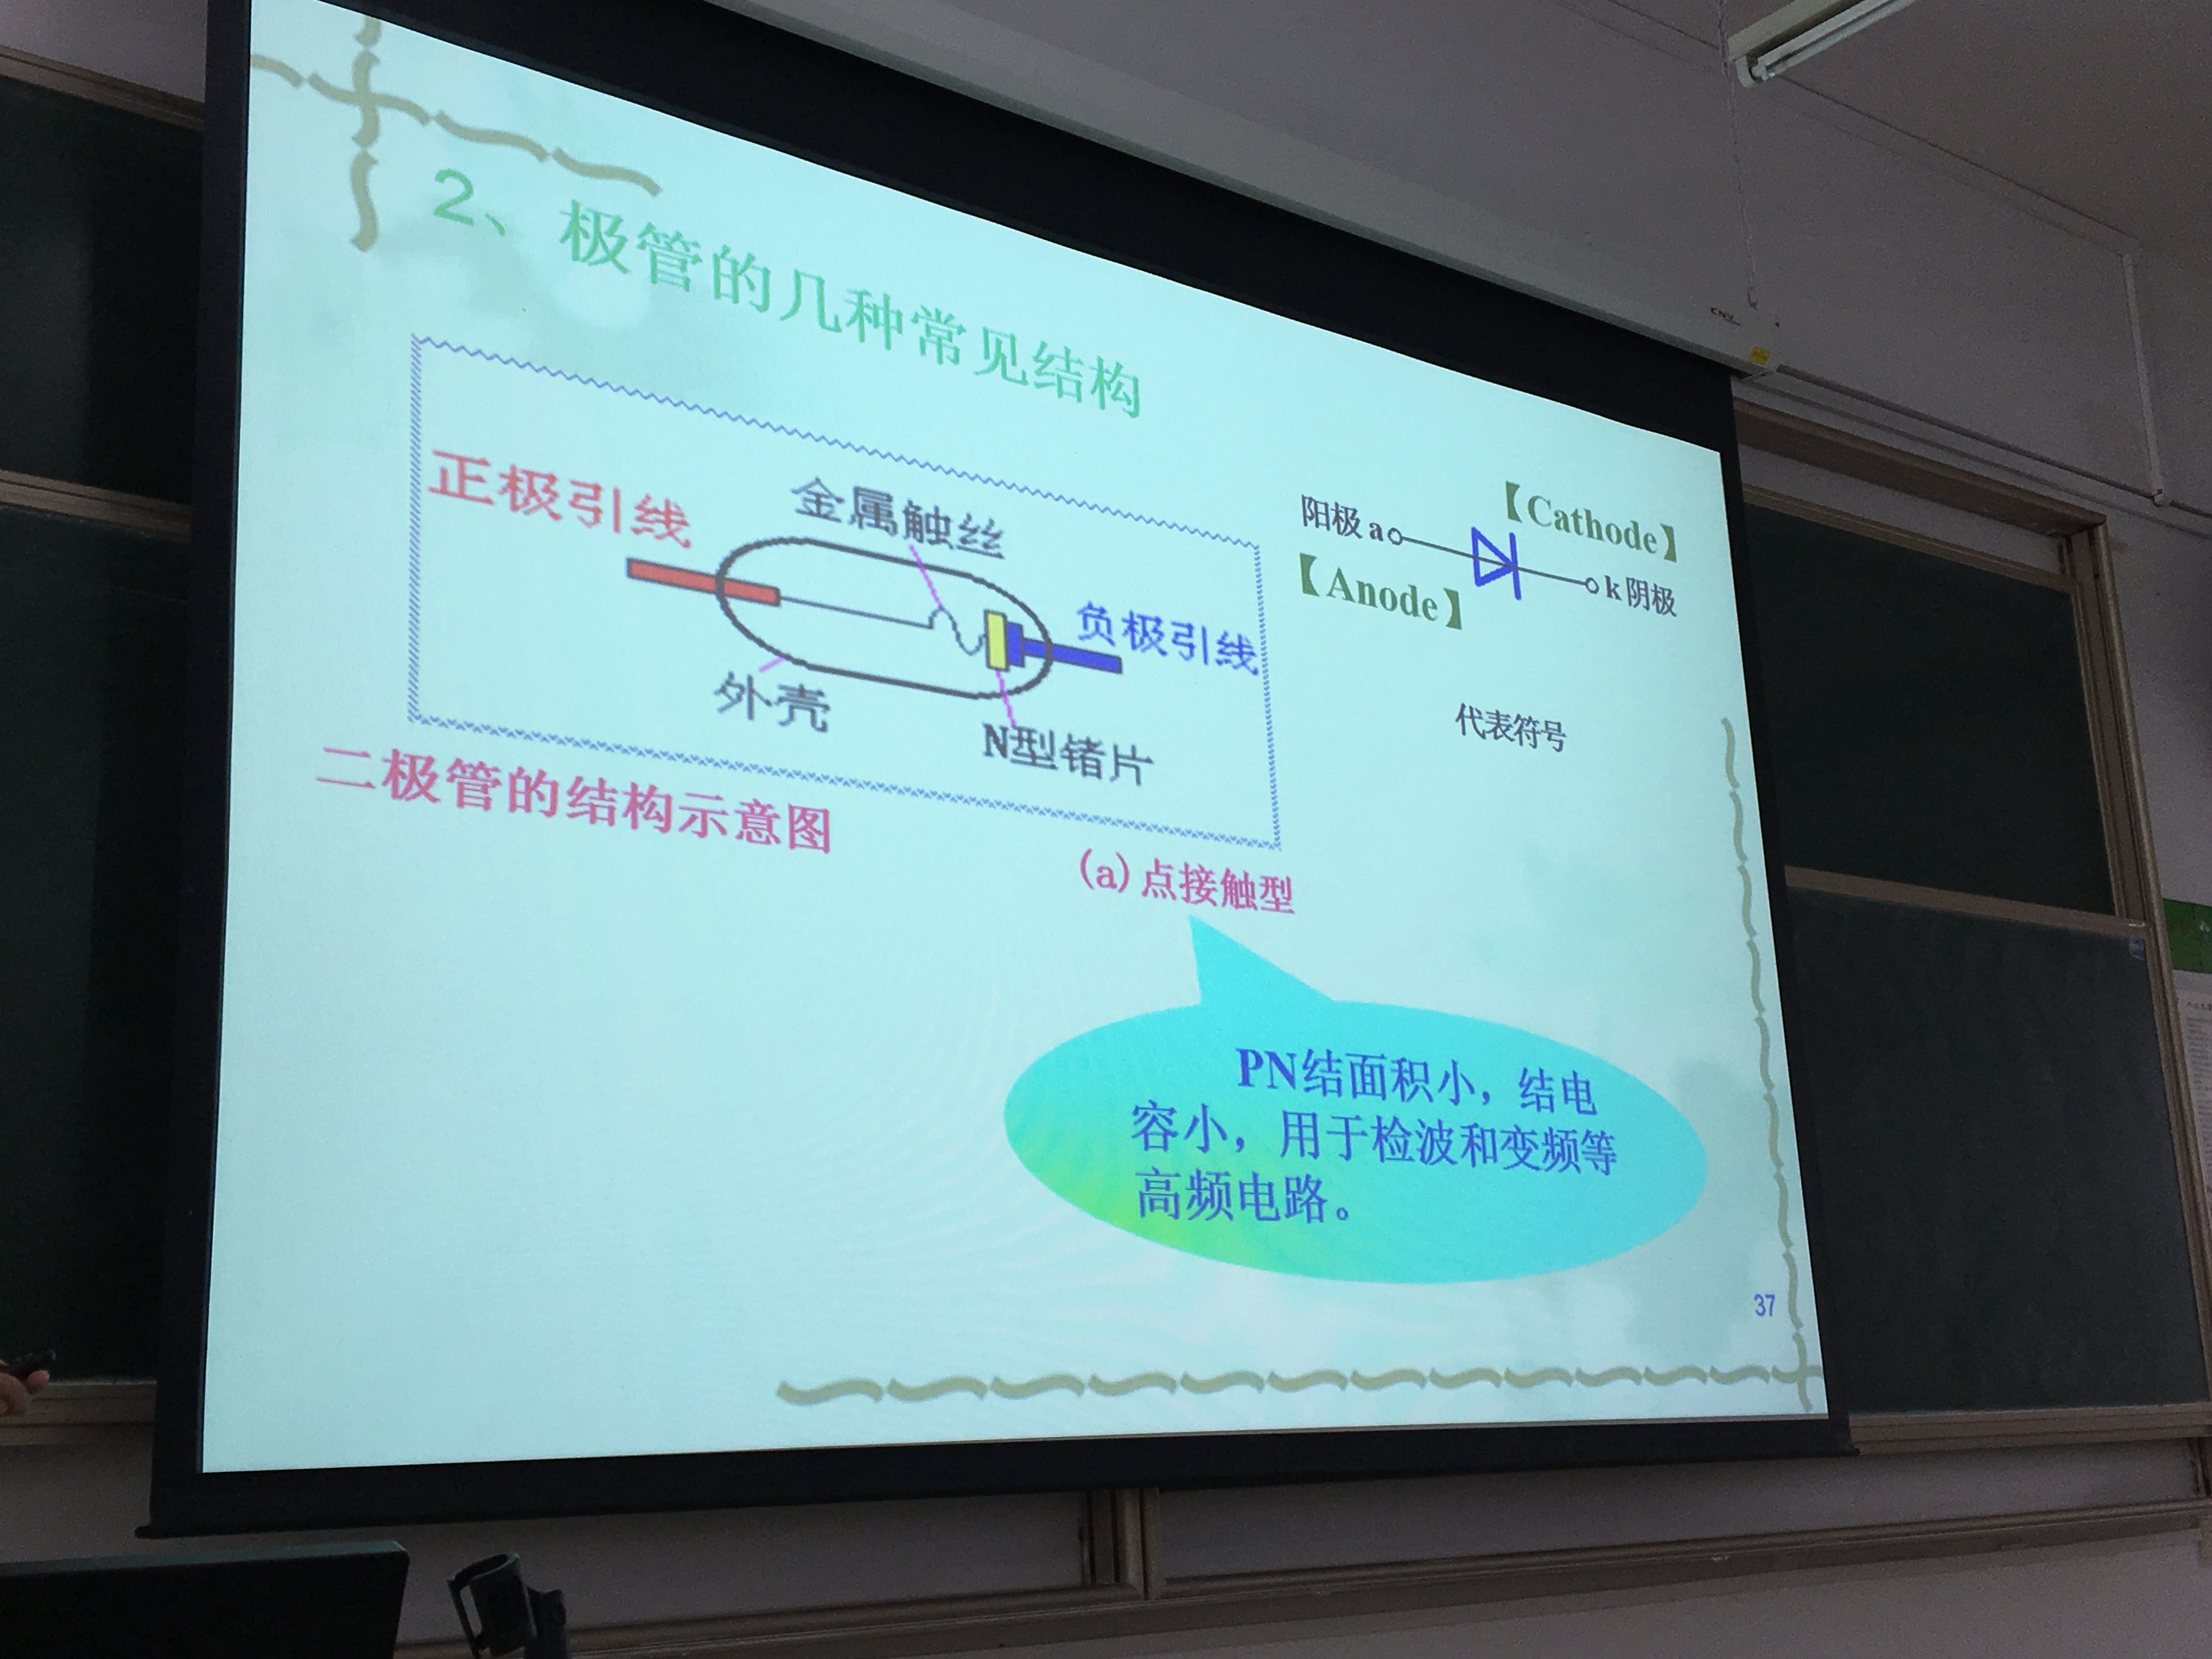 2、极管的几种常见结构
正极引线
金属触丝
负极引线
外壳
N型锗片
【Cathode】
阳极 a
k 阴极
【Anode】
代表符号
二极管的结构示意图
(a) 点接触型
PN结面积小，结电
容小，用于检波和变频等
高频电路。
37